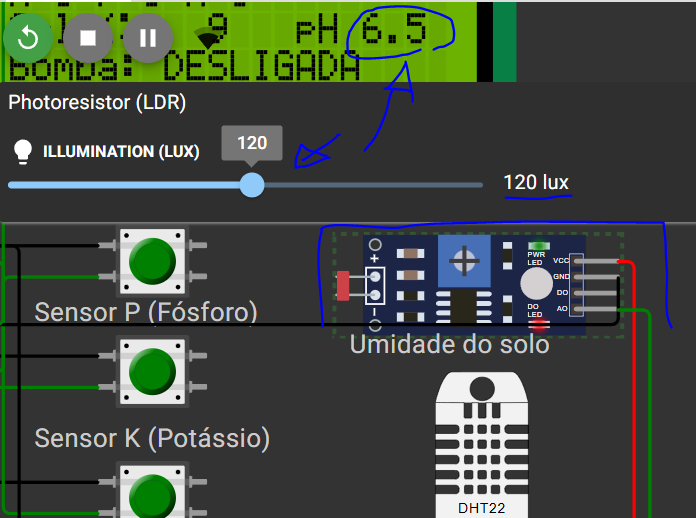 9 pH 6.5
Bomba: DESLIGADA
Photoresistor (LDR)
ILLUMINATION (LUX)
120
120 lux
Sensor P (Fósforo)
+
PWR
LED
VCC
GND
DO
AO
DO
LED
−
Umidade do solo
Sensor K (Potássio)
DHT22